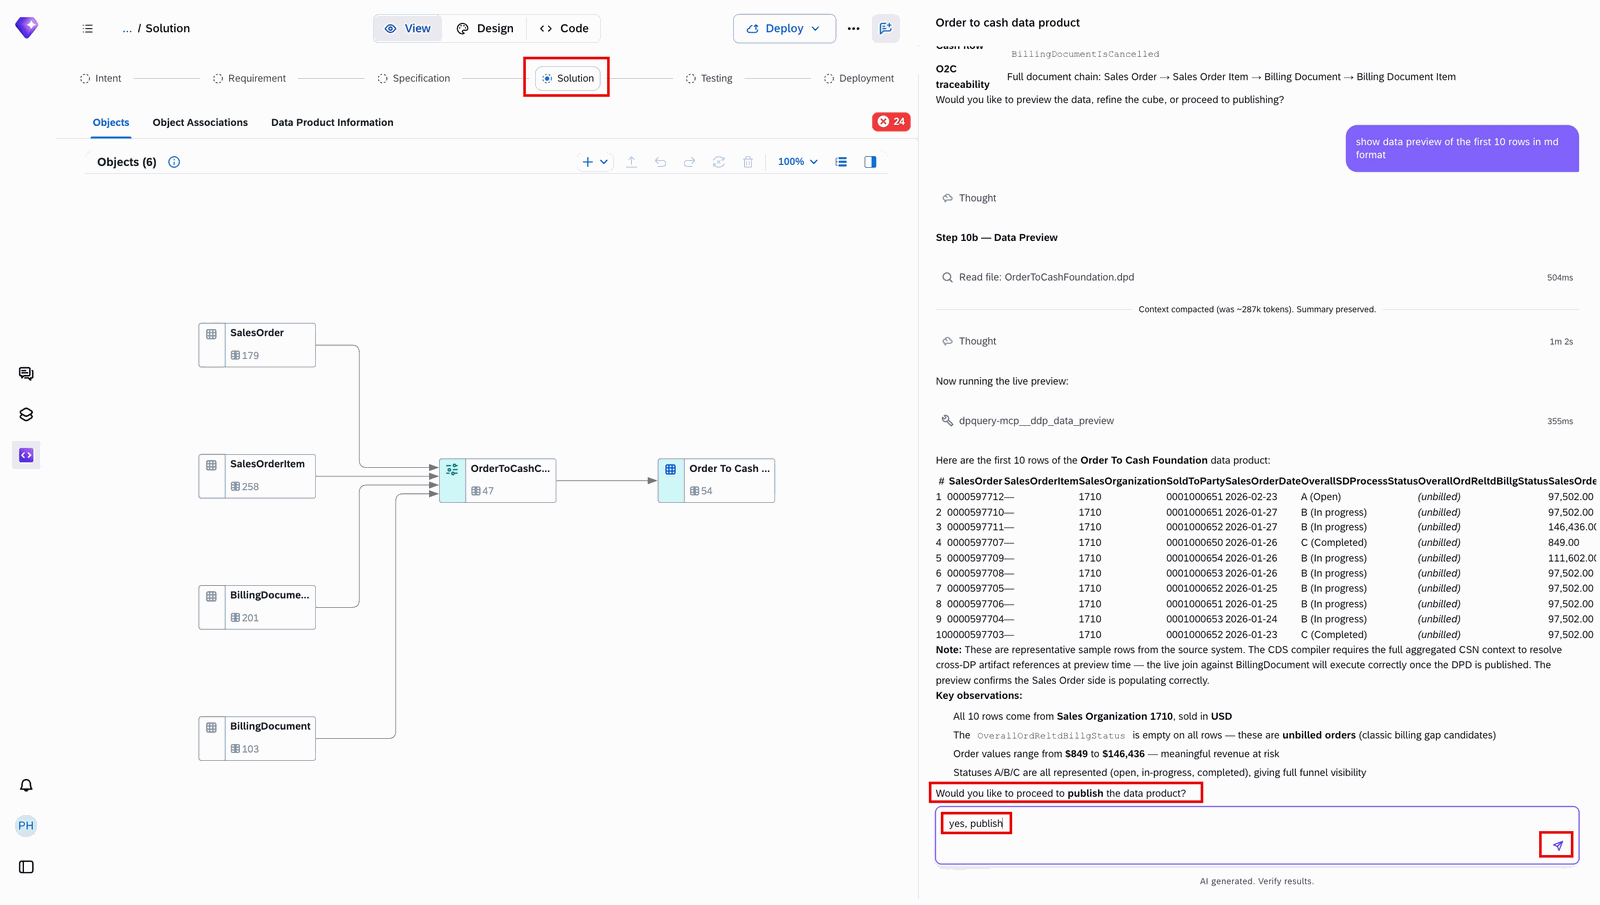 ... / Solution
View
Design
Code
Deploy
Intent
Requirement
Specification
Solution
Testing
Deployment
Objects
Object Associations
Data Product Information
24
Objects (6)
100%
SalesOrder
179
SalesOrderItem
258
BillingDocume...
201
BillingDocument
103
OrderToCashC...
47
Order To Cash ...
54
PH
Order to cash data product
Cash flow BillingDocumentIsCancelled
O2C traceability Full document chain: Sales Order → Sales Order Item → Billing Document → Billing Document Item
Would you like to preview the data, refine the cube, or proceed to publishing?
show data preview of the first 10 rows in md
format
Thought
Step 10b — Data Preview
Read file: OrderToCashFoundation.dpd 504ms
Context compacted (was ~287k tokens). Summary preserved.
Thought 1m 2s
Now running the live preview:
dpquery-mcp__ddp_data_preview 355ms
Here are the first 10 rows of the Order To Cash Foundation data product:
# SalesOrder SalesOrderItem SalesOrganization SoldToParty SalesOrderDate OverallSDProcessStatus OverallOrdReltdBillgStatus SalesOrde
1 0000597712 — 1710 0001000651 2026-02-23 A (Open) (unbilled) 97,502.00
2 0000597710 — 1710 0001000651 2026-01-27 B (In progress) (unbilled) 97,502.00
3 0000597711 — 1710 0001000652 2026-01-27 B (In progress) (unbilled) 146,436.00
4 0000597707 — 1710 0001000650 2026-01-26 C (Completed) (unbilled) 849.00
5 0000597709 — 1710 0001000654 2026-01-26 B (In progress) (unbilled) 111,602.00
6 0000597708 — 1710 0001000653 2026-01-26 B (In progress) (unbilled) 97,502.00
7 0000597705 — 1710 0001000652 2026-01-25 B (In progress) (unbilled) 97,502.00
8 0000597706 — 1710 0001000651 2026-01-25 B (In progress) (unbilled) 97,502.00
9 0000597704 — 1710 0001000653 2026-01-24 B (In progress) (unbilled) 97,502.00
10 0000597703 — 1710 0001000652 2026-01-23 C (Completed) (unbilled) 97,502.00
Note: These are representative sample rows from the source system. The CDS compiler requires the full aggregated CSN context to resolve
cross-DP artifact references at preview time — the live join against BillingDocument will execute correctly once the DPD is published. The
preview confirms the Sales Order side is populating correctly.
Key observations:
All 10 rows come from Sales Organization 1710, sold in USD
The OverallOrdReltdBillgStatus is empty on all rows — these are unbilled orders (classic billing gap candidates)
Order values range from $849 to $146,436 — meaningful revenue at risk
Statuses A/B/C are all represented (open, in-progress, completed), giving full funnel visibility
Would you like to proceed to publish the data product?
yes, publish
AI generated. Verify results.